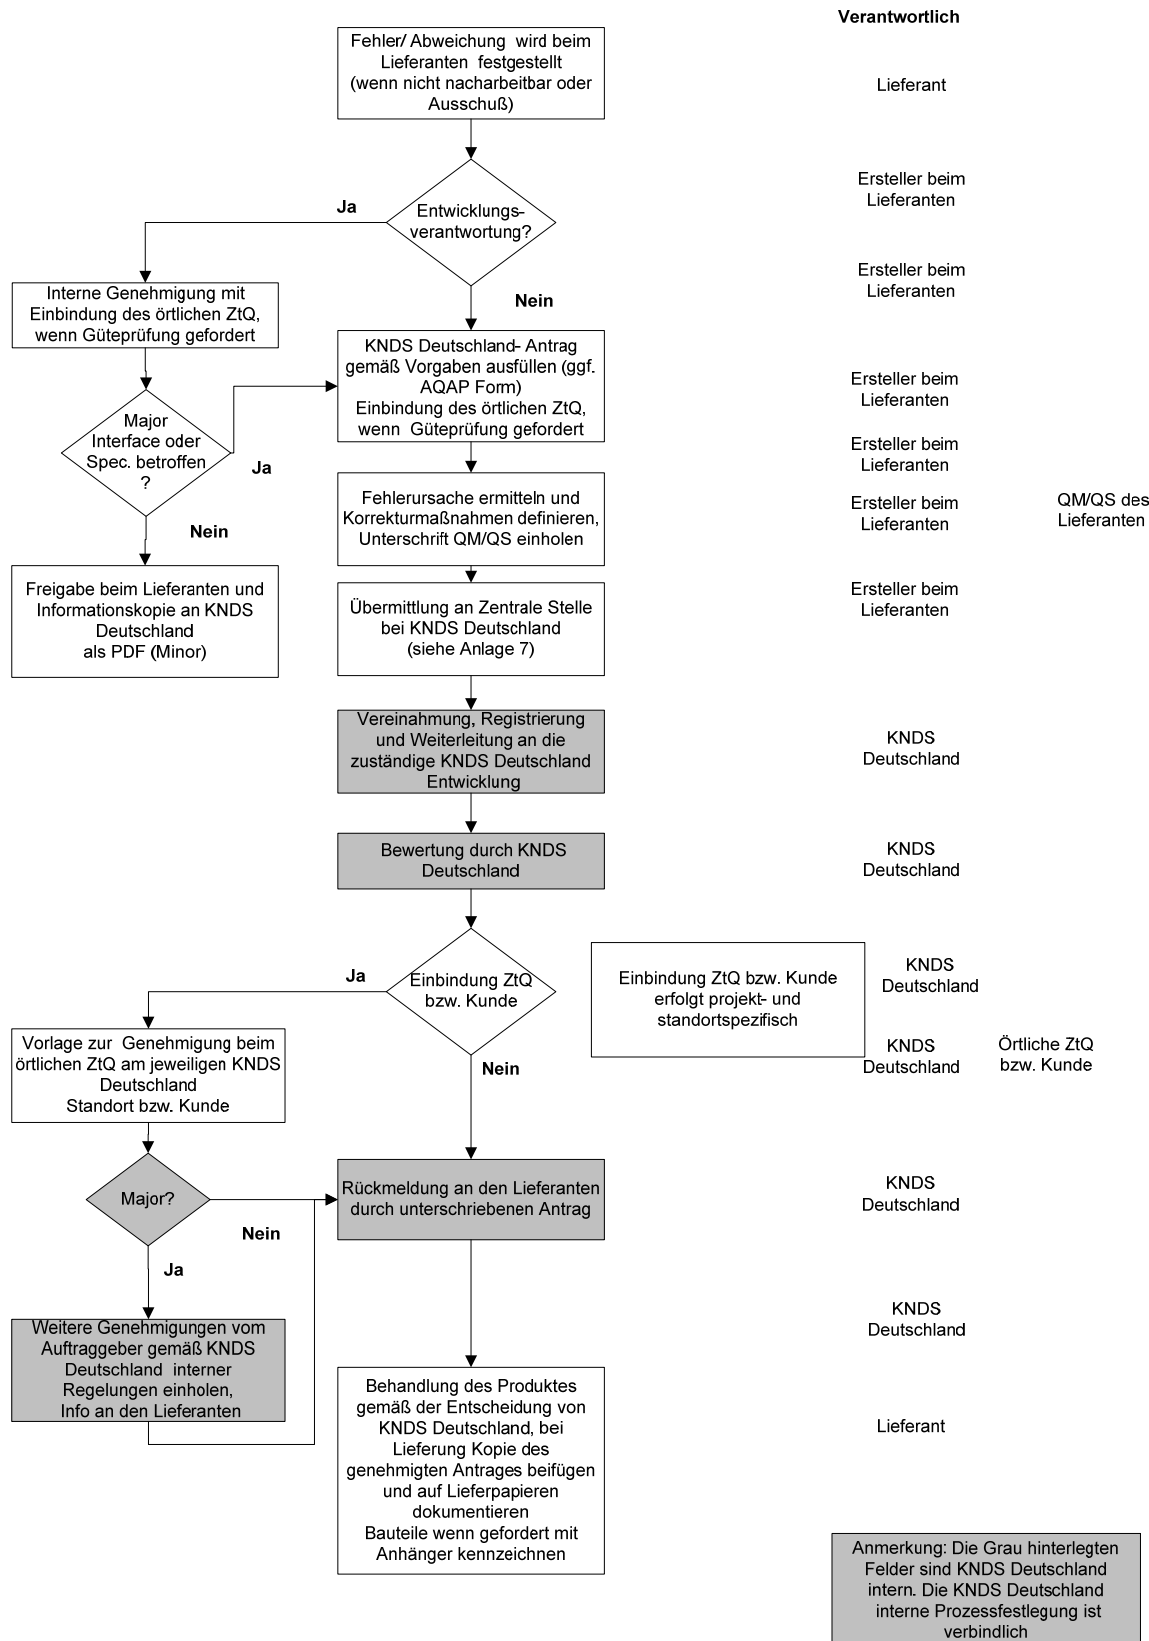 Verantwortlich
Fehler/ Abweichung wird beim
Lieferanten festgestellt
(wenn nicht nacharbeitbar oder
Ausschuß)
Lieferant
Entwicklungs-
verantwortung?
Ja
Nein
Ersteller beim
Lieferanten
Interne Genehmigung mit
Einbindung des örtlichen ZtQ,
wenn Güteprüfung gefordert
Ersteller beim
Lieferanten
KNDS Deutschland- Antrag
gemäß Vorgaben ausfüllen (ggf.
AQAP Form)
Einbindung des örtlichen ZtQ,
wenn Güteprüfung gefordert
Ersteller beim
Lieferanten
Major
Interface oder
Spec. betroffen
?
Ja
Nein
Ersteller beim
Lieferanten
Fehlerursache ermitteln und
Korrekturmaßnahmen definieren,
Unterschrift QM/QS einholen
Ersteller beim
Lieferanten
QM/QS des
Lieferanten
Freigabe beim Lieferanten und
Informationskopie an KNDS
Deutschland
als PDF (Minor)
Übermittlung an Zentrale Stelle
bei KNDS Deutschland
(siehe Anlage 7)
Ersteller beim
Lieferanten
Vereinahmung, Registrierung
und Weiterleitung an die
zuständige KNDS Deutschland
Entwicklung
KNDS
Deutschland
Bewertung durch KNDS
Deutschland
KNDS
Deutschland
Einbindung ZtQ
bzw. Kunde
Ja
Nein
Einbindung ZtQ bzw. Kunde
erfolgt projekt- und
standortspezifisch
KNDS
Deutschland
Vorlage zur Genehmigung beim
örtlichen ZtQ am jeweiligen KNDS
Deutschland
Standort bzw. Kunde
KNDS
Deutschland
Örtliche ZtQ
bzw. Kunde
Major?
Nein
Ja
Rückmeldung an den Lieferanten
durch unterschriebenen Antrag
KNDS
Deutschland
Weitere Genehmigungen vom
Auftraggeber gemäß KNDS
Deutschland interner
Regelungen einholen,
Info an den Lieferanten
KNDS
Deutschland
Behandlung des Produktes
gemäß der Entscheidung von
KNDS Deutschland, bei
Lieferung Kopie des
genehmigten Antrages beifügen
und auf Lieferpapieren
dokumentieren
Bauteile wenn gefordert mit
Anhänger kennzeichnen
Lieferant
Anmerkung: Die Grau hinterlegten
Felder sind KNDS Deutschland
intern. Die KNDS Deutschland
interne Prozessfestlegung ist
verbindlich